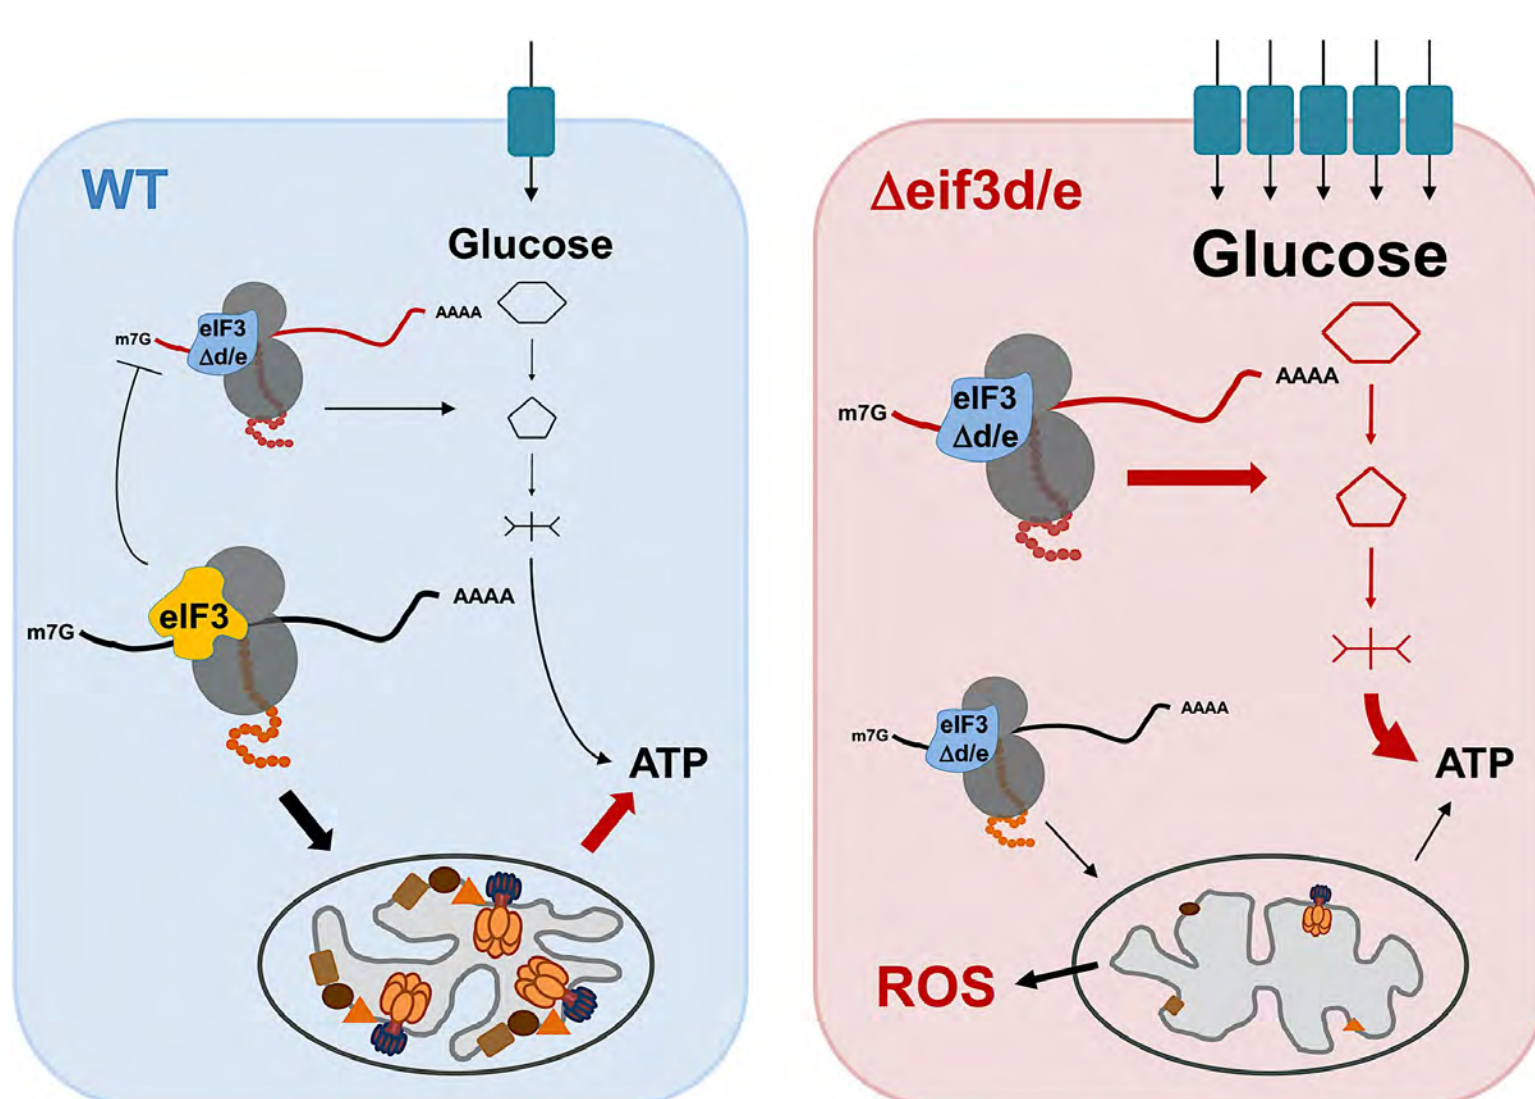 WT
Glucose
m7G
eIF3
Δd/e
AAAA
m7G
eIF3
AAAA
ATP
Δeif3d/e
Glucose
m7G
eIF3
Δd/e
AAAA
m7G
eIF3
Δd/e
AAAA
ATP
ROS